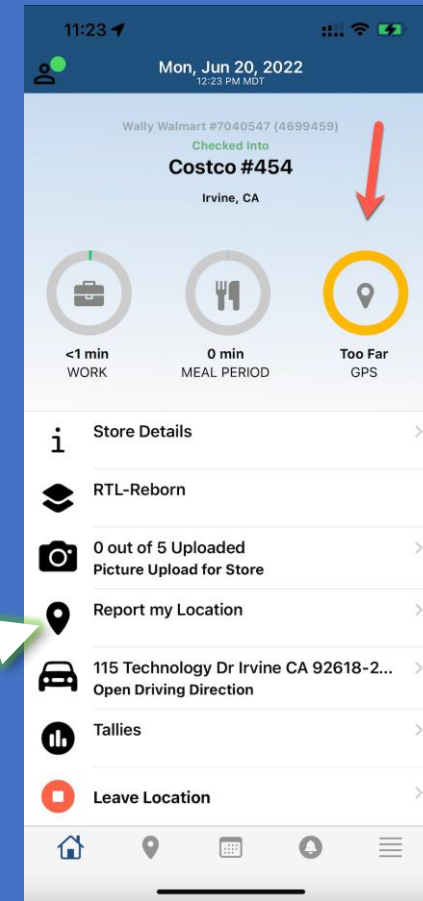 11:23
Mon, Jun 20, 2022
12:23 PM MDT
Wally Walmart #7040547 (4699459)
Checked Into
Costco #454
Irvine, CA
<1 min
WORK
0 min
MEAL PERIOD
Too Far
GPS
Store Details
RTL-Reborn
0 out of 5 Uploaded
Picture Upload for Store
Report my Location
115 Technology Dr Irvine CA 92618-2...
Open Driving Direction
Tallies
Leave Location